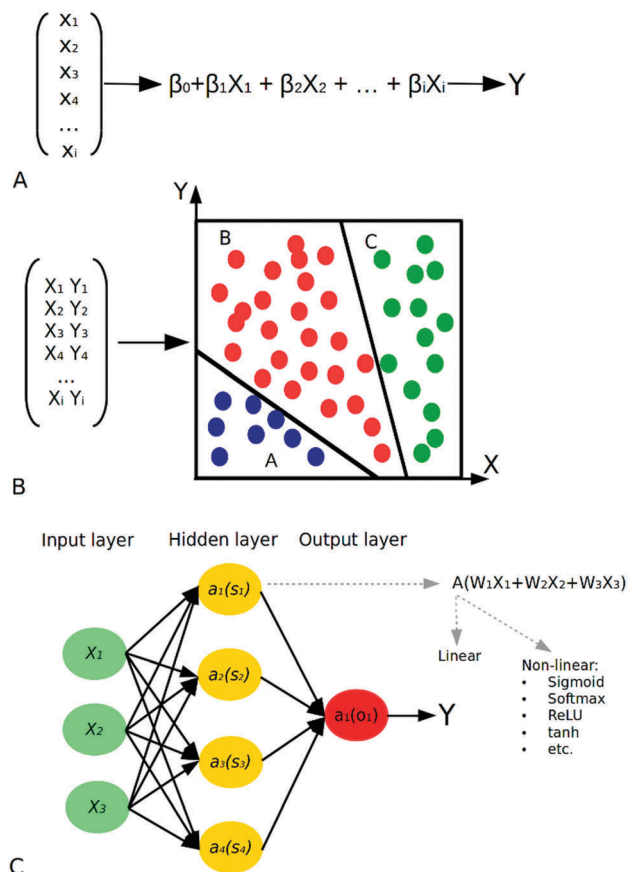 x₁
x₂
x₃
x₄
...
xᵢ
β₀+β₁X₁ + β₂X₂ + ... + βᵢXᵢ
Y
A
Y
B
C
X₁ Y₁
X₂ Y₂
X₃ Y₃
X₄ Y₄
...
Xᵢ Yᵢ
A
X
B
Input layer
Hidden layer
Output layer
a₁(s₁)
A(W₁X₁+W₂X₂+W₃X₃)
X₁
a₂(s₂)
Linear
Non-linear:
• Sigmoid
• Softmax
• ReLU
• tanh
• etc.
X₂
a₁(o₁)
Y
a₃(s₃)
X₃
a₄(s₄)
C